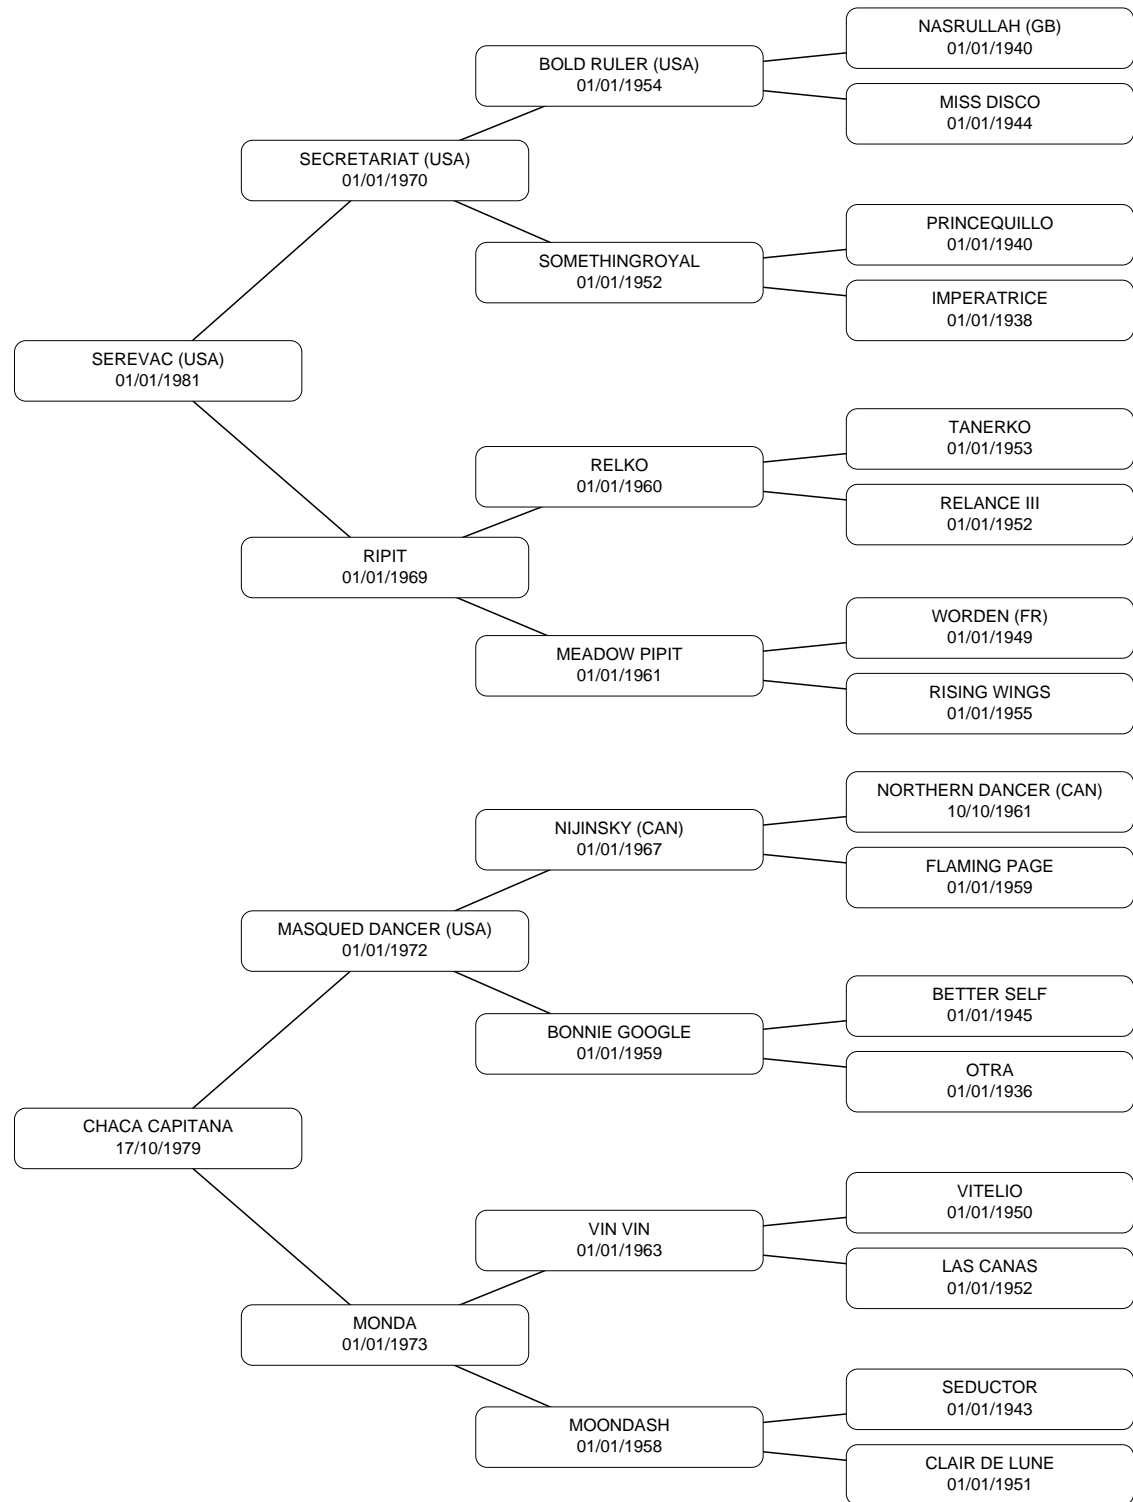 NASRULLAH (GB)
01/01/1940
BOLD RULER (USA)
01/01/1954
MISS DISCO
01/01/1944
SECRETARIAT (USA)
01/01/1970
PRINCEQUILLO
01/01/1940
SOMETHINGROYAL
01/01/1952
IMPERATRICE
01/01/1938
SEREVAC (USA)
01/01/1981
TANERKO
01/01/1953
RELKO
01/01/1960
RELANCE III
01/01/1952
RIPIT
01/01/1969
WORDEN (FR)
01/01/1949
MEADOW PIPIT
01/01/1961
RISING WINGS
01/01/1955
NORTHERN DANCER (CAN)
10/10/1961
NIJINSKY (CAN)
01/01/1967
FLAMING PAGE
01/01/1959
MASQUED DANCER (USA)
01/01/1972
BETTER SELF
01/01/1945
BONNIE GOOGLE
01/01/1959
OTRA
01/01/1936
CHACA CAPITANA
17/10/1979
VITELIO
01/01/1950
VIN VIN
01/01/1963
LAS CANAS
01/01/1952
MONDA
01/01/1973
SEDUCTOR
01/01/1943
MOONDASH
01/01/1958
CLAIR DE LUNE
01/01/1951